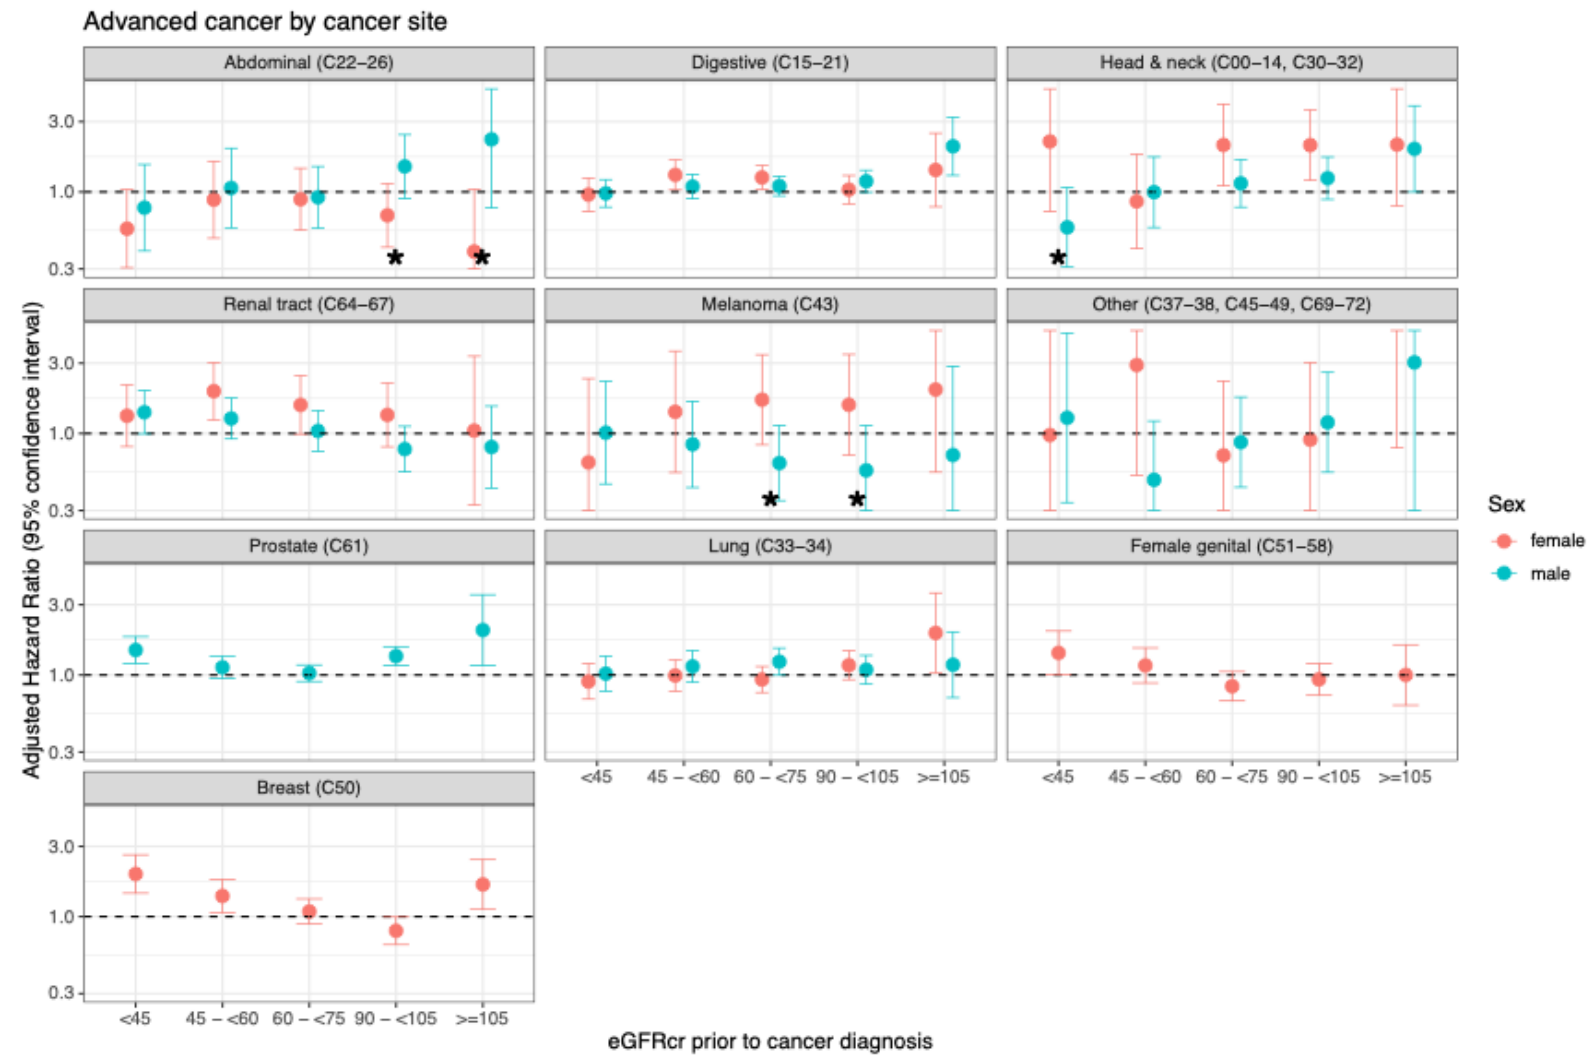 Advanced cancer by cancer site
Abdominal (C22–26)
Digestive (C15–21)
Head & neck (C00–14, C30–32)
3.0
1.0
0.3
Renal tract (C64–67)
Melanoma (C43)
Other (C37–38, C45–49, C69–72)
3.0
1.0
0.3
Prostate (C61)
Lung (C33–34)
Female genital (C51–58)
3.0
1.0
0.3
<45 45 – <60 60 – <75 90 – <105 >=105
<45 45 – <60 60 – <75 90 – <105 >=105
Breast (C50)
3.0
1.0
0.3
<45 45 – <60 60 – <75 90 – <105 >=105
Adjusted Hazard Ratio (95% confidence interval)
eGFRcr prior to cancer diagnosis
Sex
female
male